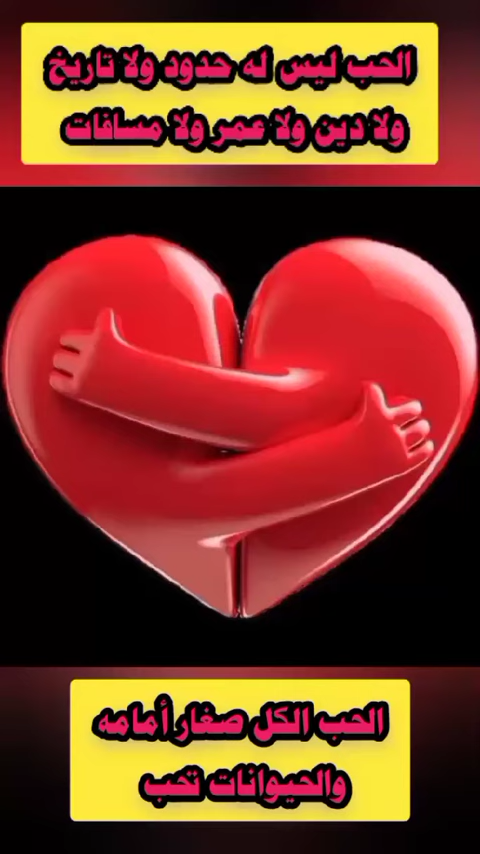 الحب ليس له حدود ولا تاريخ
ولا دين ولا عمر ولا مسافات
الحب الكل صغار أمامه
والحيوانات تحب